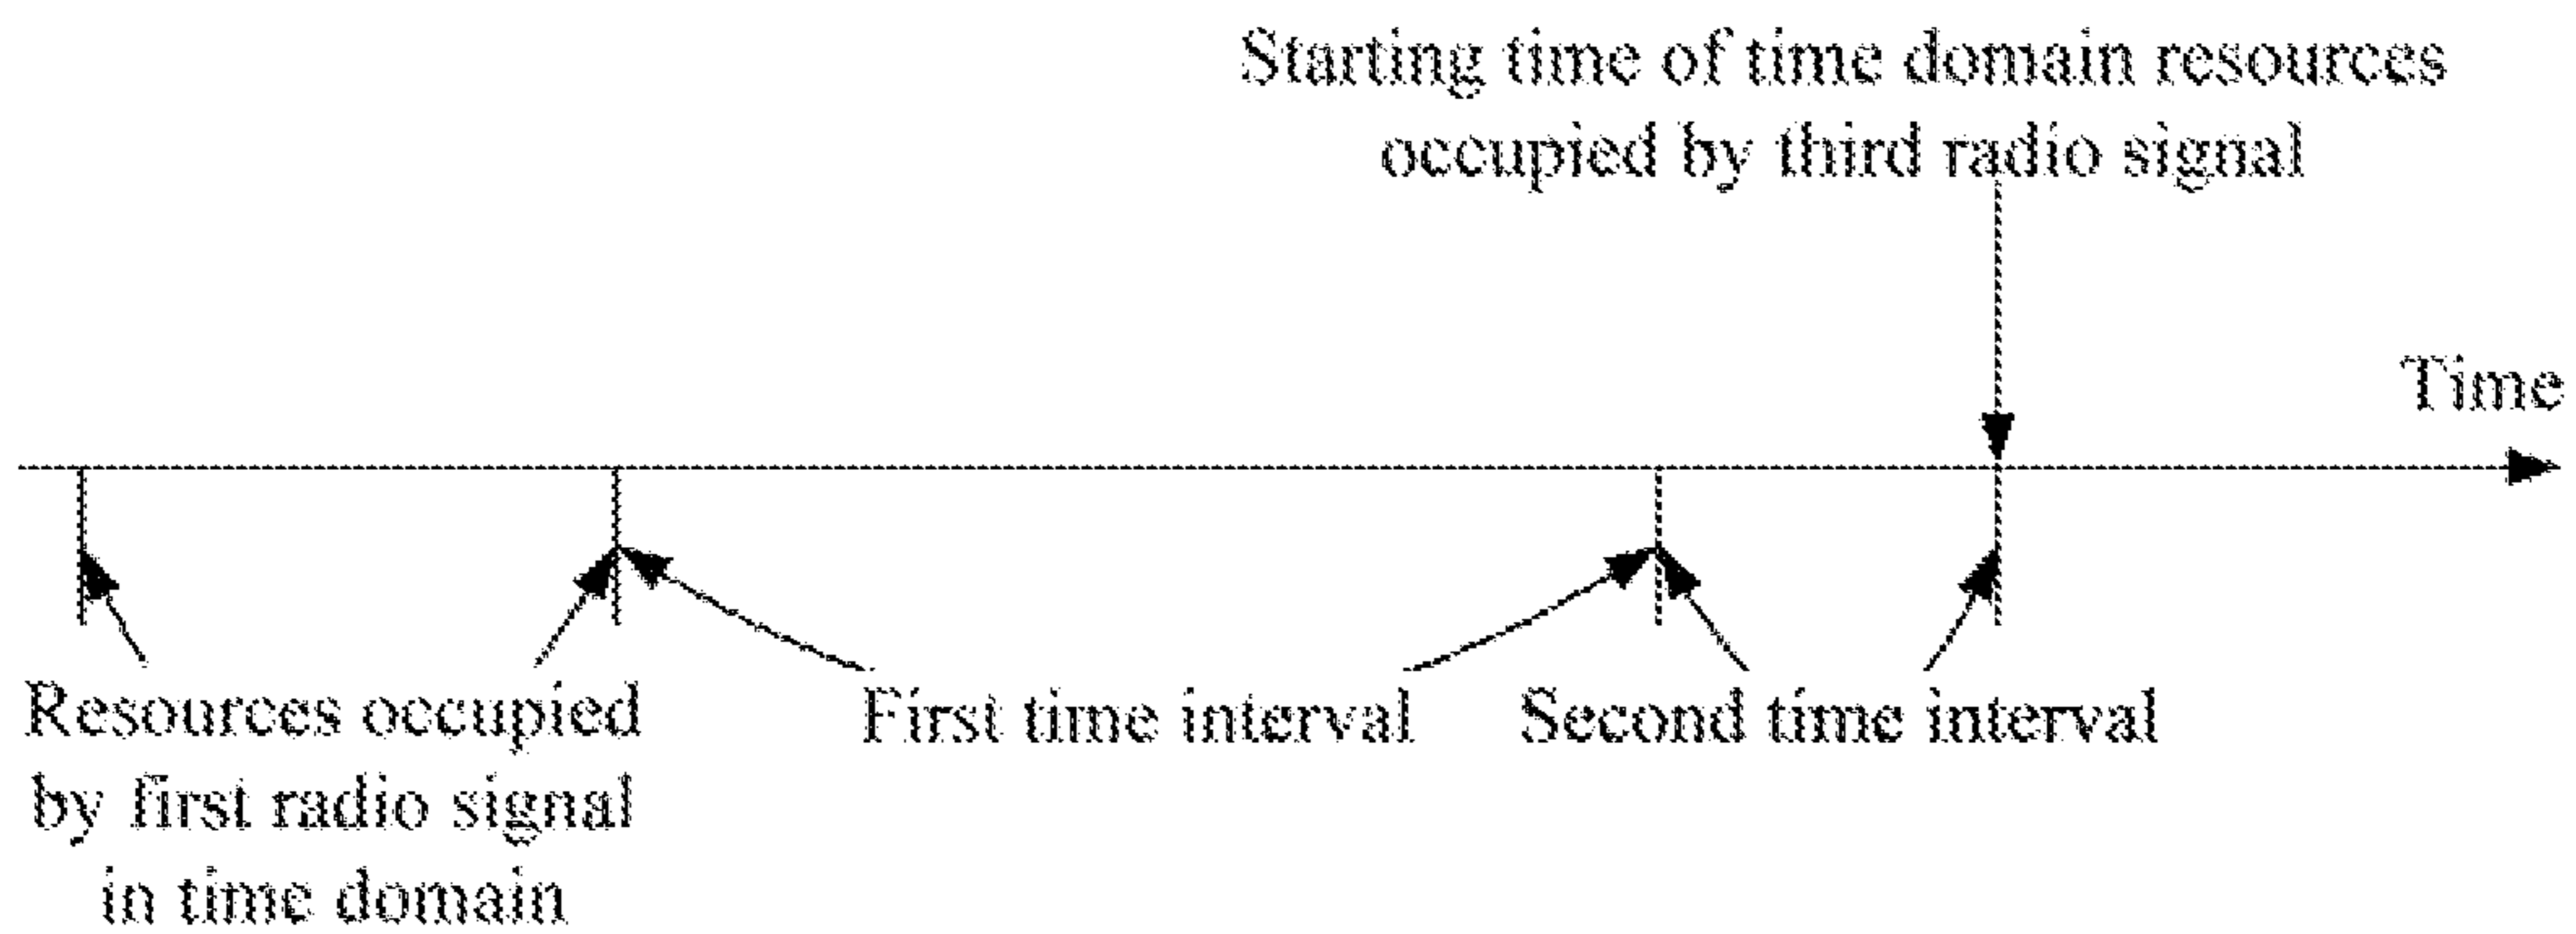 Starting time of time domain resources
occupied by third radio signal
Time
Resources occupied
by first radio signal
in time domain
First time interval
Second time interval